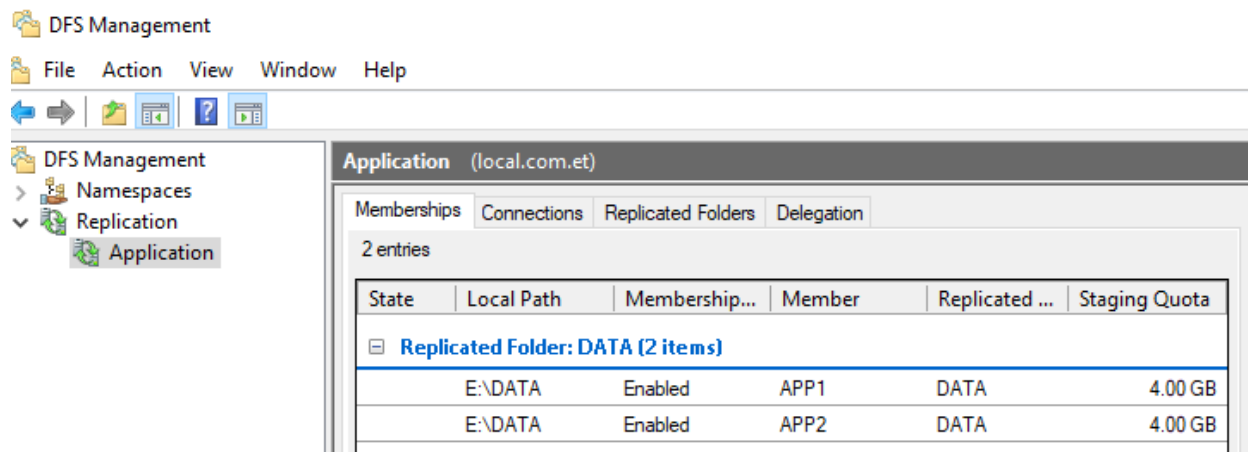 DFS Management
File Action View Window Help
DFS Management
Namespaces
Replication
Application
Application (local.com.et)
Memberships Connections Replicated Folders Delegation
2 entries
State Local Path Membership... Member Replicated ... Staging Quota
Replicated Folder: DATA (2 items)
E:\DATA Enabled APP1 DATA 4.00 GB
E:\DATA Enabled APP2 DATA 4.00 GB